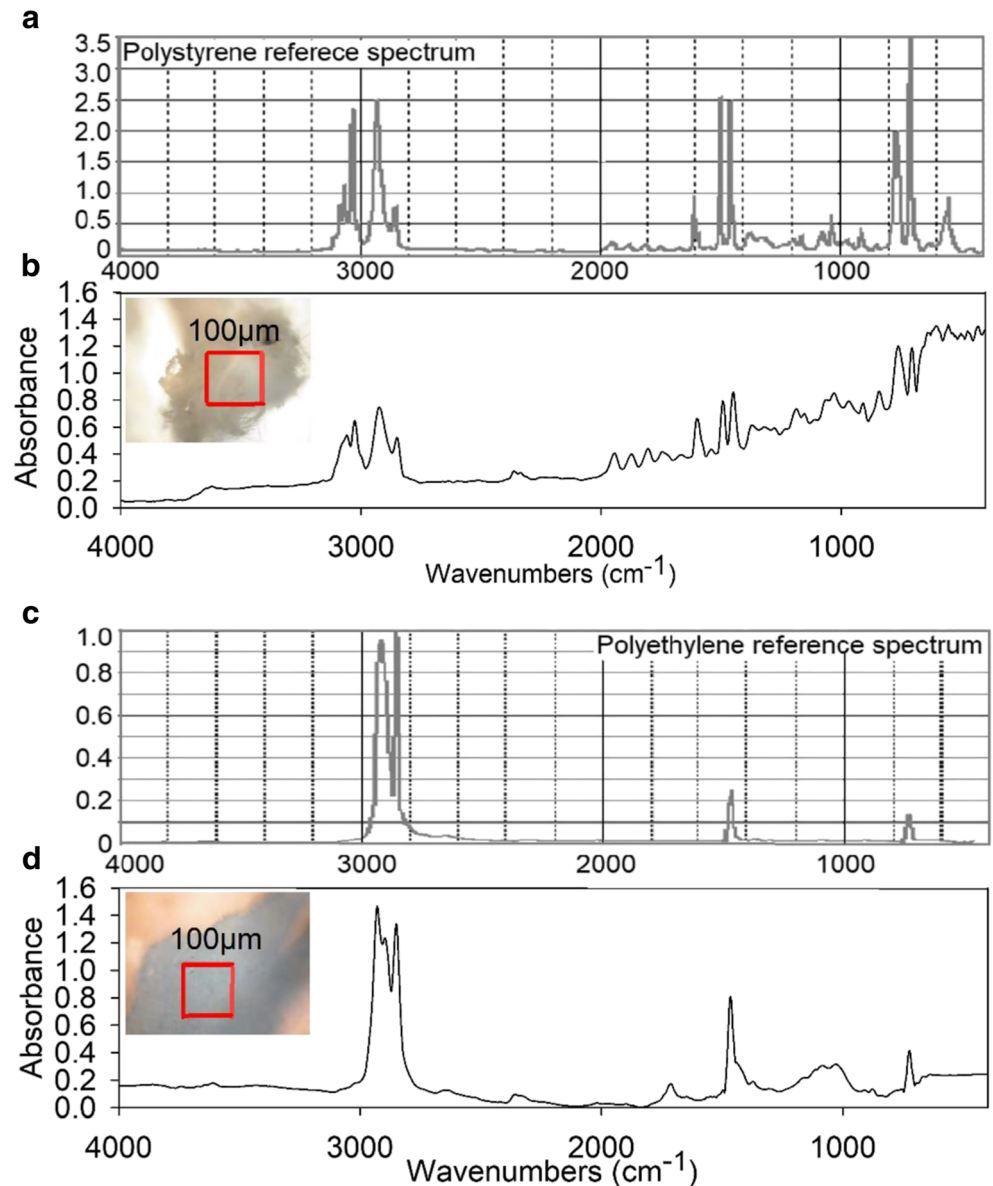 a
Polystyrene referece spectrum
3.5
3.0
2.5
2.0
1.5
1.0
0.5
0
4000 3000 2000 1000
b
1.6
1.4
1.2
1.0
0.8
0.6
0.4
0.2
0.0
Absorbance
100µm
4000 3000 2000 1000
Wavenumbers (cm-1)
c
Polyethylene reference spectrum
1.0
0.8
0.6
0.4
0.2
0
4000 3000 2000 1000
d
1.6
1.4
1.2
1.0
0.8
0.6
0.4
0.2
0.0
Absorbance
100µm
4000 3000 2000 1000
Wavenumbers (cm-1)